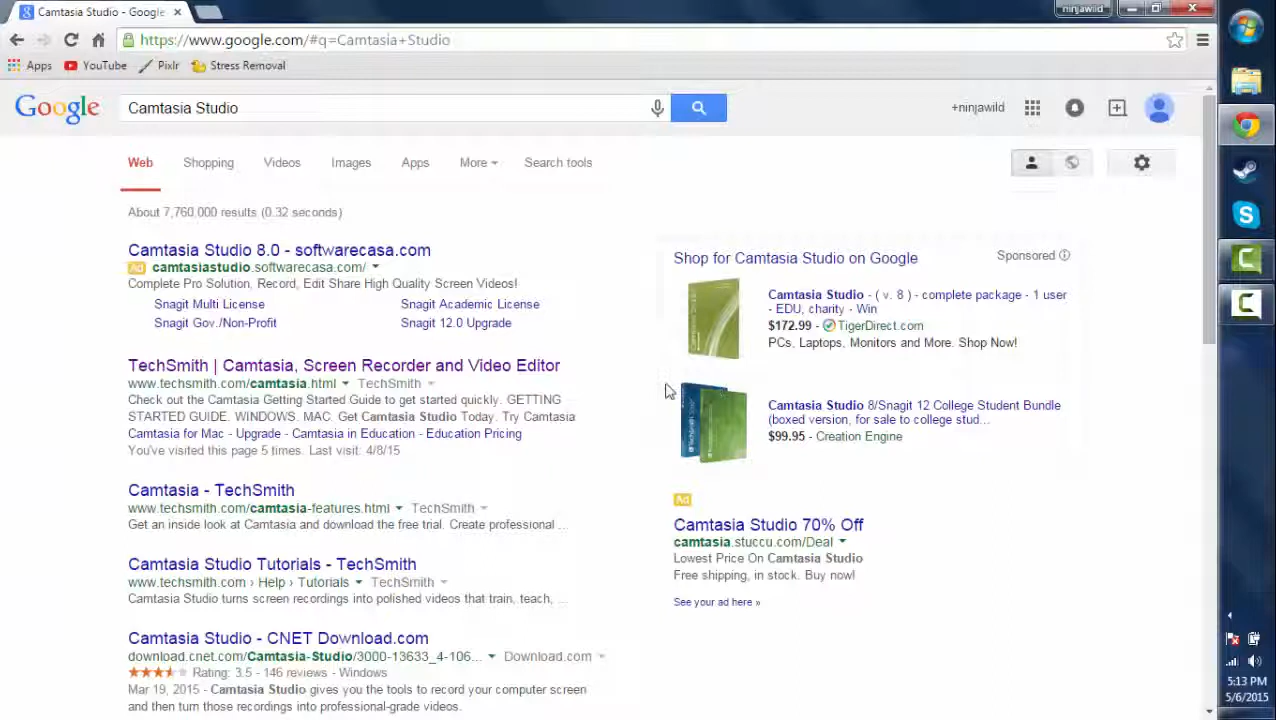 Camtasia Studio - Google
ninjawild
https://www.google.com/#q=Camtasia+Studio
Apps YouTube Pixlr Stress Removal
Google Camtasia Studio +ninjawild
Web Shopping Videos Images Apps More Search tools
About 7,760,000 results (0.32 seconds)
Camtasia Studio 8.0 - softwarecasa.com
Ad camtasiastudio.softwarecasa.com/
Complete Pro Solution, Record, Edit Share High Quality Screen Videos!
Snagit Multi License Snagit Academic License
Snagit Gov./Non-Profit Snagit 12.0 Upgrade
TechSmith | Camtasia, Screen Recorder and Video Editor
www.techsmith.com/camtasia.html TechSmith
Check out the Camtasia Getting Started Guide to get started quickly. GETTING
STARTED GUIDE. WINDOWS. MAC. Get Camtasia Studio Today. Try Camtasia
Camtasia for Mac - Upgrade - Camtasia in Education - Education Pricing
You've visited this page 5 times. Last visit: 4/8/15
Camtasia - TechSmith
www.techsmith.com/camtasia-features.html TechSmith
Get an inside look at Camtasia and download the free trial. Create professional ...
Camtasia Studio Tutorials - TechSmith
www.techsmith.com › Help › Tutorials TechSmith
Camtasia Studio turns screen recordings into polished videos that train, teach, ...
Camtasia Studio - CNET Download.com
download.cnet.com/Camtasia-Studio/3000-13633_4-106... Download.com
Rating: 3.5 - 146 reviews - Windows
Mar 19, 2015 - Camtasia Studio gives you the tools to record your computer screen
and then turn those recordings into professional-grade videos.
Shop for Camtasia Studio on Google Sponsored
Camtasia Studio - ( v. 8 ) - complete package - 1 user
- EDU, charity - Win
$172.99 - TigerDirect.com
PCs, Laptops, Monitors and More. Shop Now!
Camtasia Studio 8/Snagit 12 College Student Bundle
(boxed version, for sale to college stud...
$99.95 - Creation Engine
Ad
Camtasia Studio 70% Off
camtasia.stuccu.com/Deal
Lowest Price On Camtasia Studio
Free shipping, in stock. Buy now!
See your ad here »
5:13 PM
5/6/2015